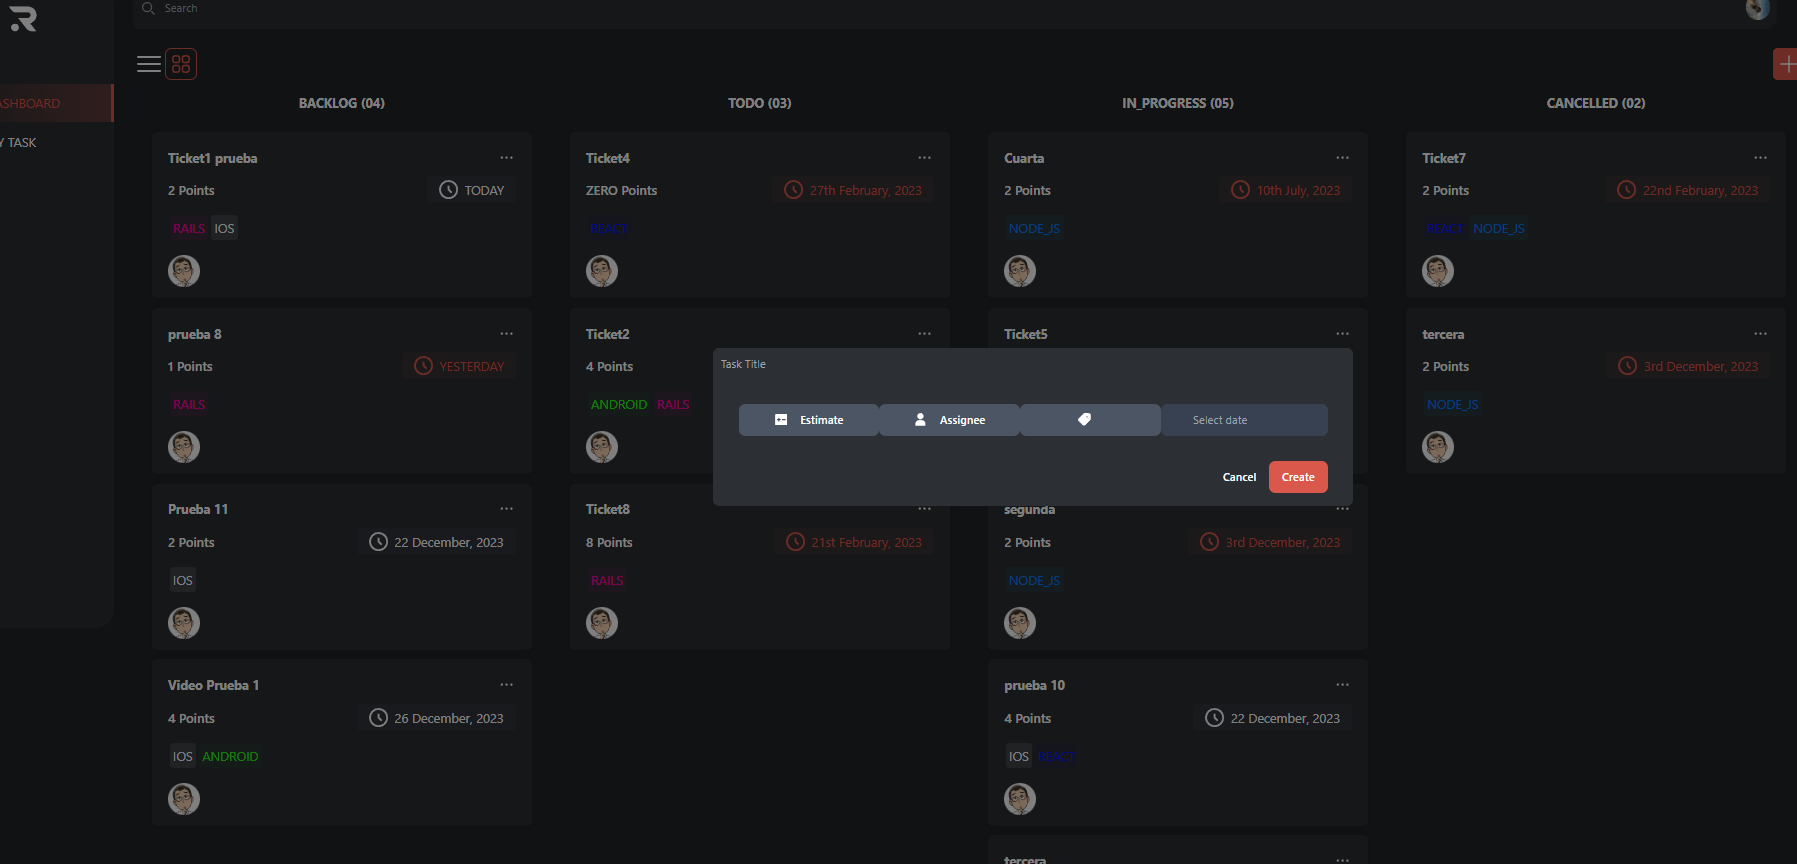 Search
ASHBOARD
Y TASK
BACKLOG (04)
Ticket1 prueba
2 Points
TODAY
RAILS IOS
prueba 8
1 Points
YESTERDAY
RAILS
Prueba 11
2 Points
22 December, 2023
IOS
Video Prueba 1
4 Points
26 December, 2023
IOS ANDROID
TODO (03)
Ticket4
ZERO Points
27th February, 2023
REACT
Ticket2
4 Points
ANDROID RAILS
Ticket8
8 Points
21st February, 2023
RAILS
IN_PROGRESS (05)
Cuarta
2 Points
10th July, 2023
NODE_JS
Ticket5
segunda
2 Points
3rd December, 2023
NODE_JS
prueba 10
4 Points
22 December, 2023
IOS REACT
tercera
CANCELLED (02)
Ticket7
2 Points
22nd February, 2023
REACT NODE_JS
tercera
2 Points
3rd December, 2023
NODE_JS
Task Title
Estimate
Assignee
Select date
Cancel
Create